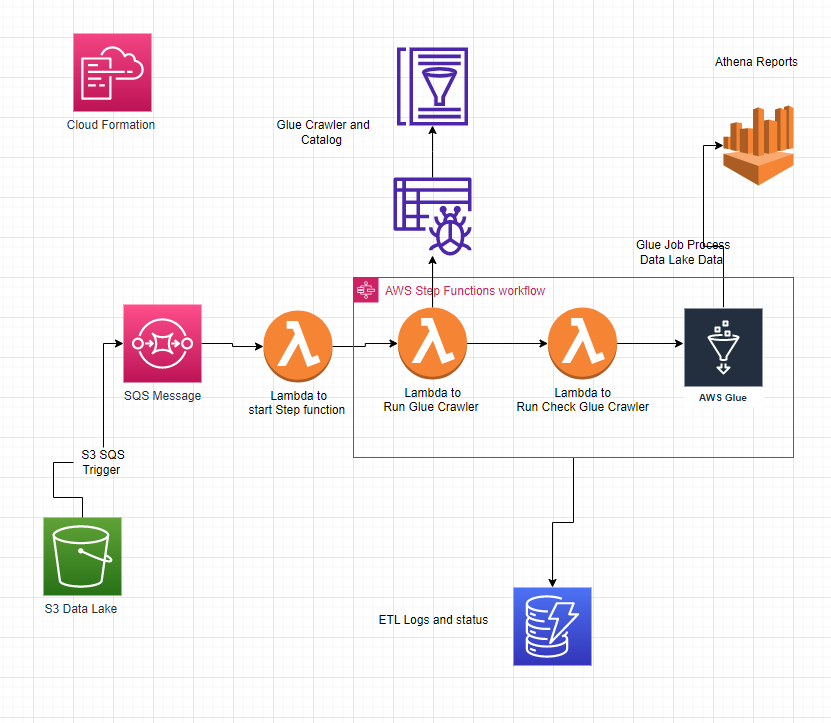 Athena Reports
Cloud Formation
Glue Crawler and
Catalog
Glue Job Process
Data Lake Data
AWS Step Functions workflow
SQS Message
Lambda to
start Step function
Lambda to
Run Glue Crawler
Lambda to
Run Check Glue Crawler
AWS Glue
S3 SQS
Trigger
S3 Data Lake
ETL Logs and status